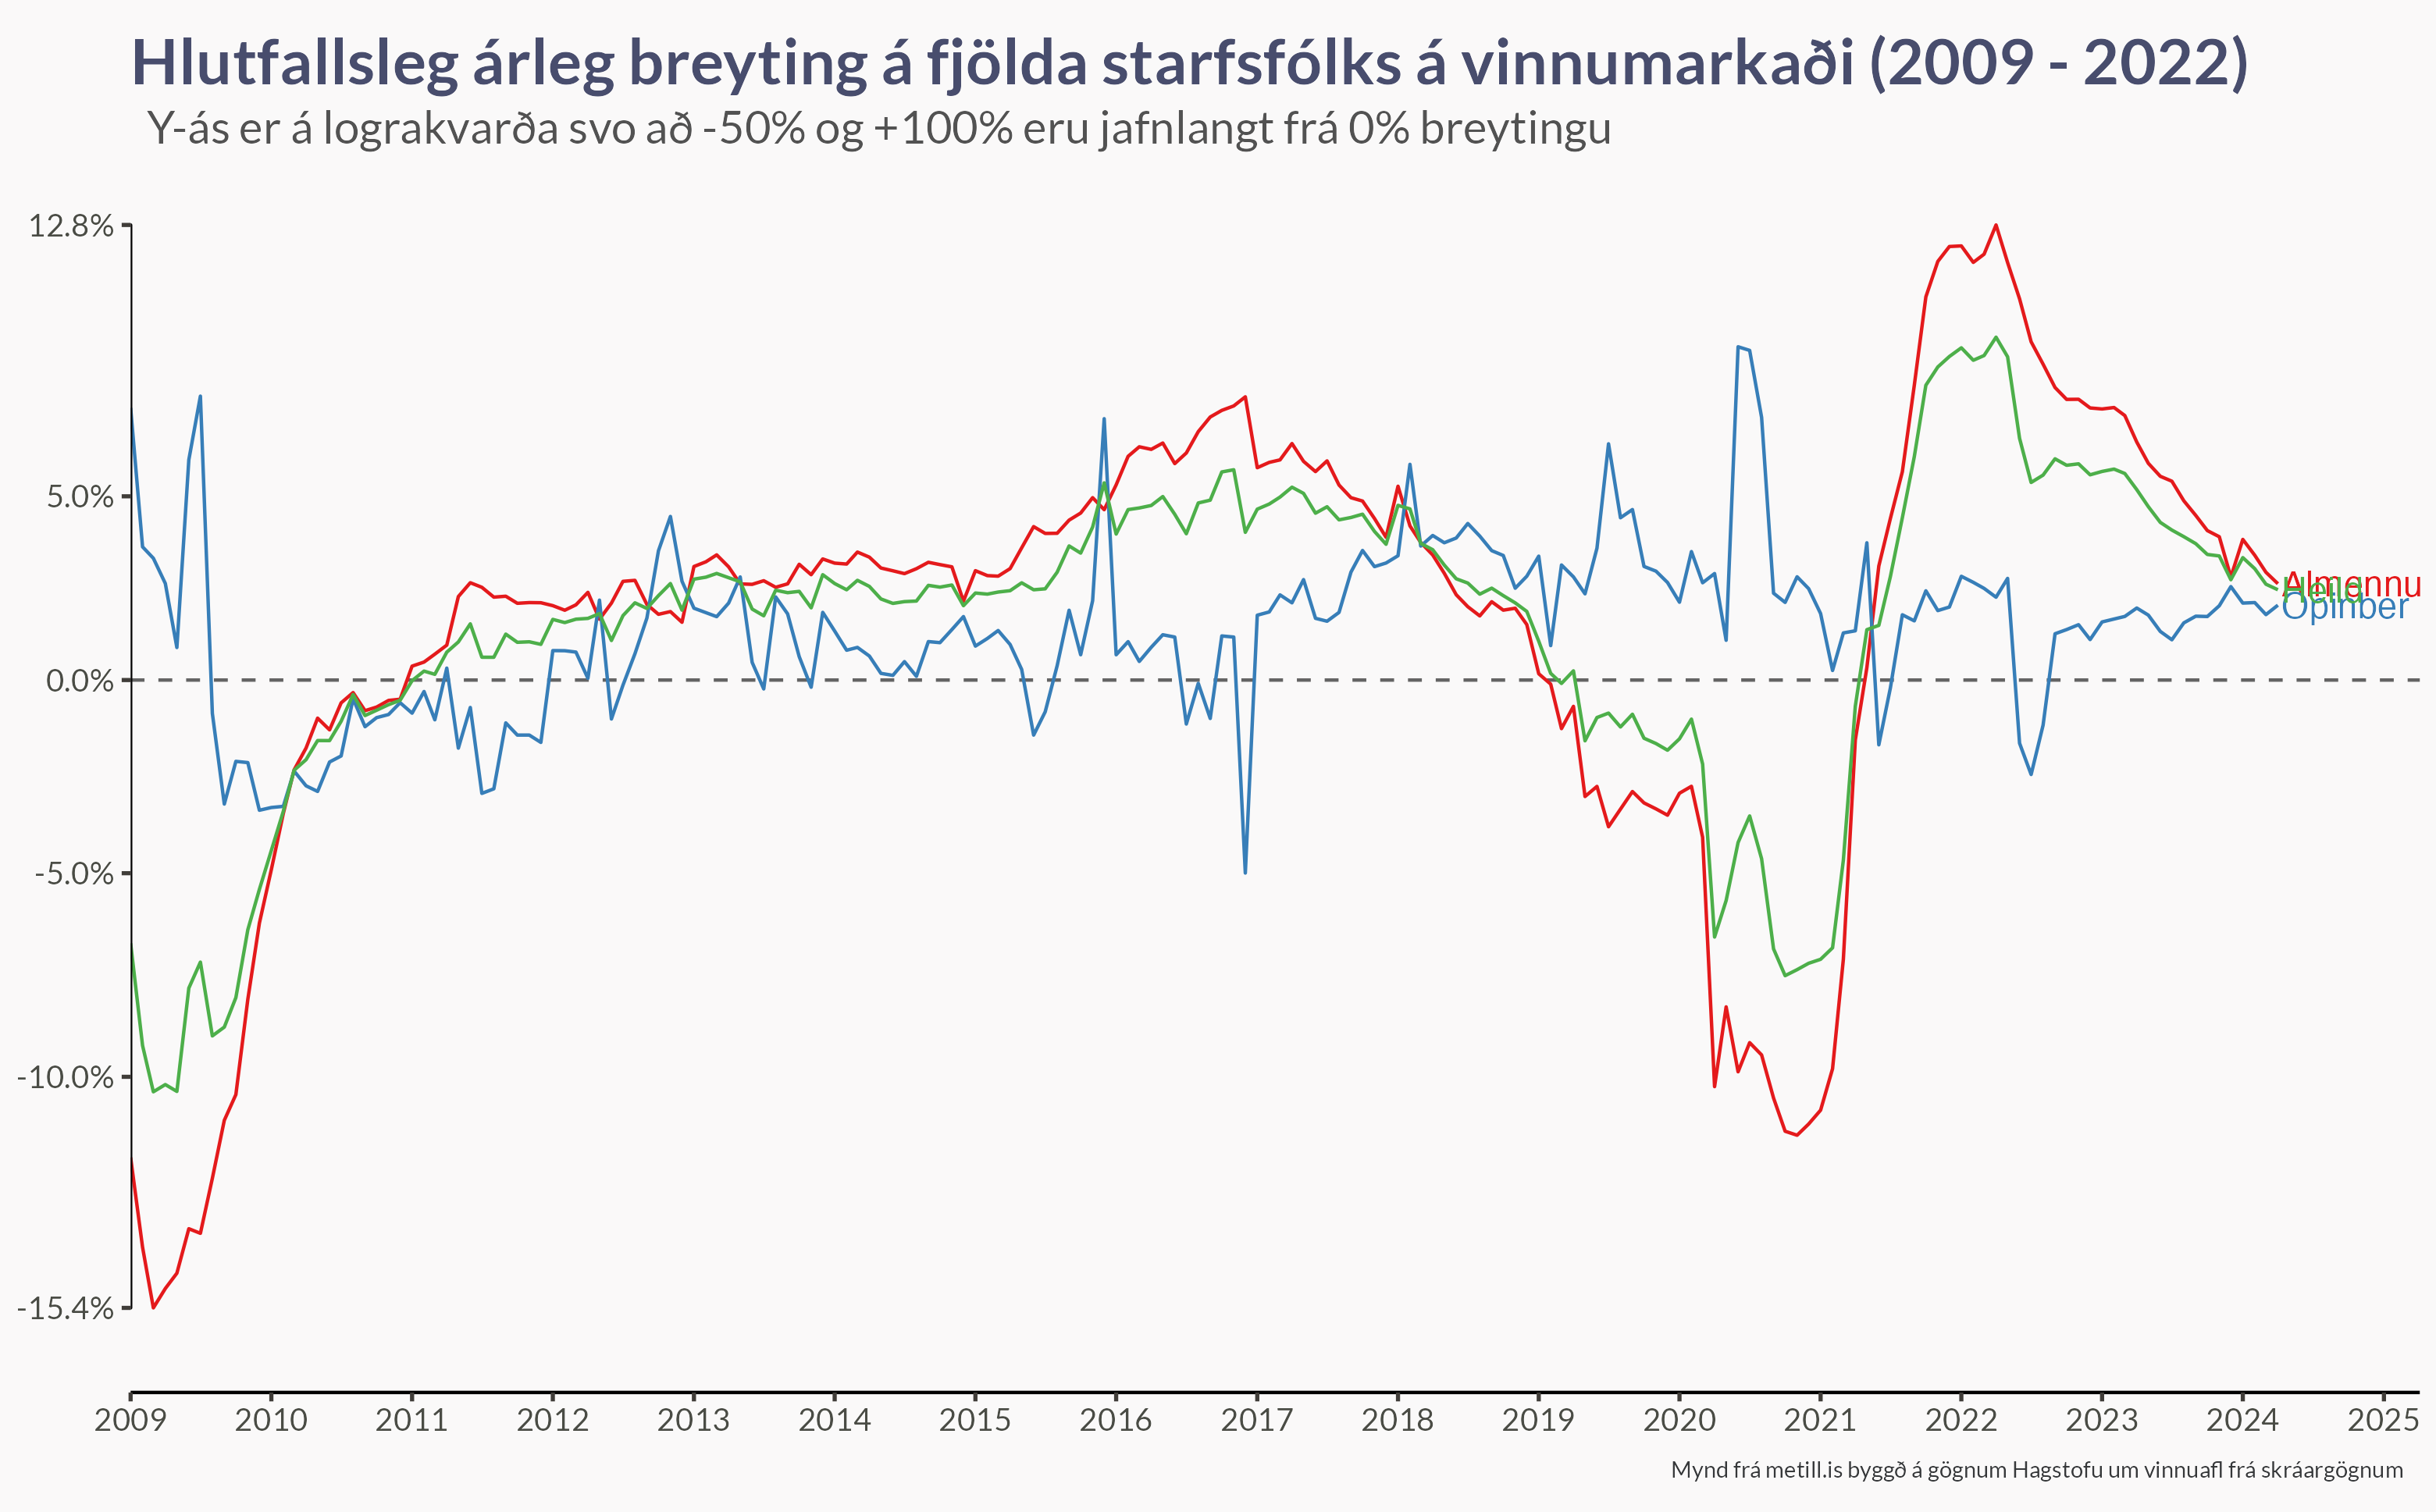 Hlutfallsleg árleg breyting á fjölda starfsfólks á vinnumarkaði (2009 - 2022)
Y-ás er á lograkvarða svo að -50% og +100% eru jafnlangt frá 0% breytingu
12.8%
5.0%
0.0%
-5.0%
-10.0%
-15.4%
Almennu
Heild
Opinber
2009 2010 2011 2012 2013 2014 2015 2016 2017 2018 2019 2020 2021 2022 2023 2024 2025
Mynd frá metill.is byggð á gögnum Hagstofu um vinnuafl frá skráargögnum